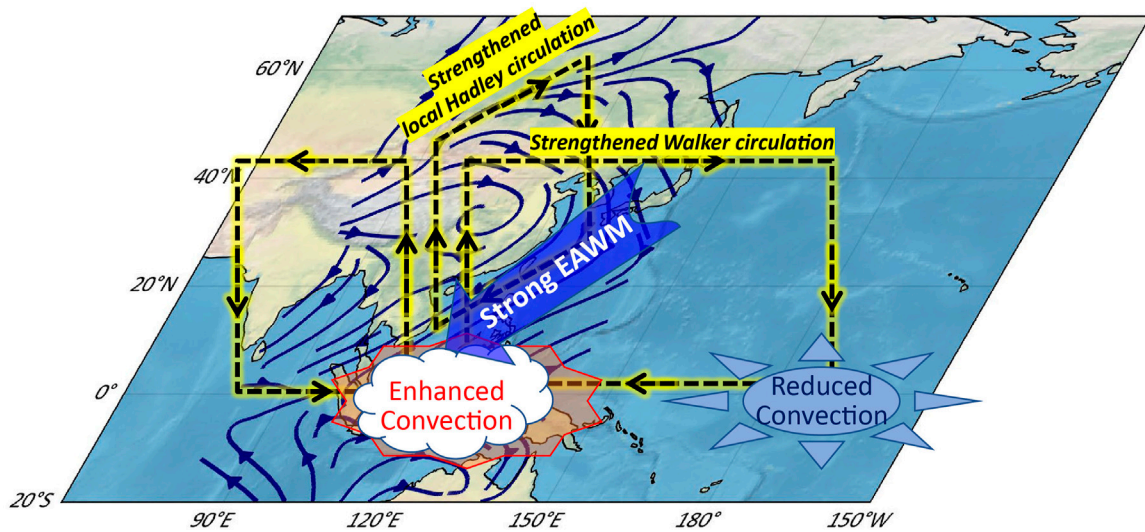 Strengthened
local Hadley circulation
60°N
Strengthened Walker circulation
40°N
Strong EAWM
20°N
Enhanced
Convection
Reduced
Convection
0°
20°S
90°E
120°E
150°E
180°
150°W